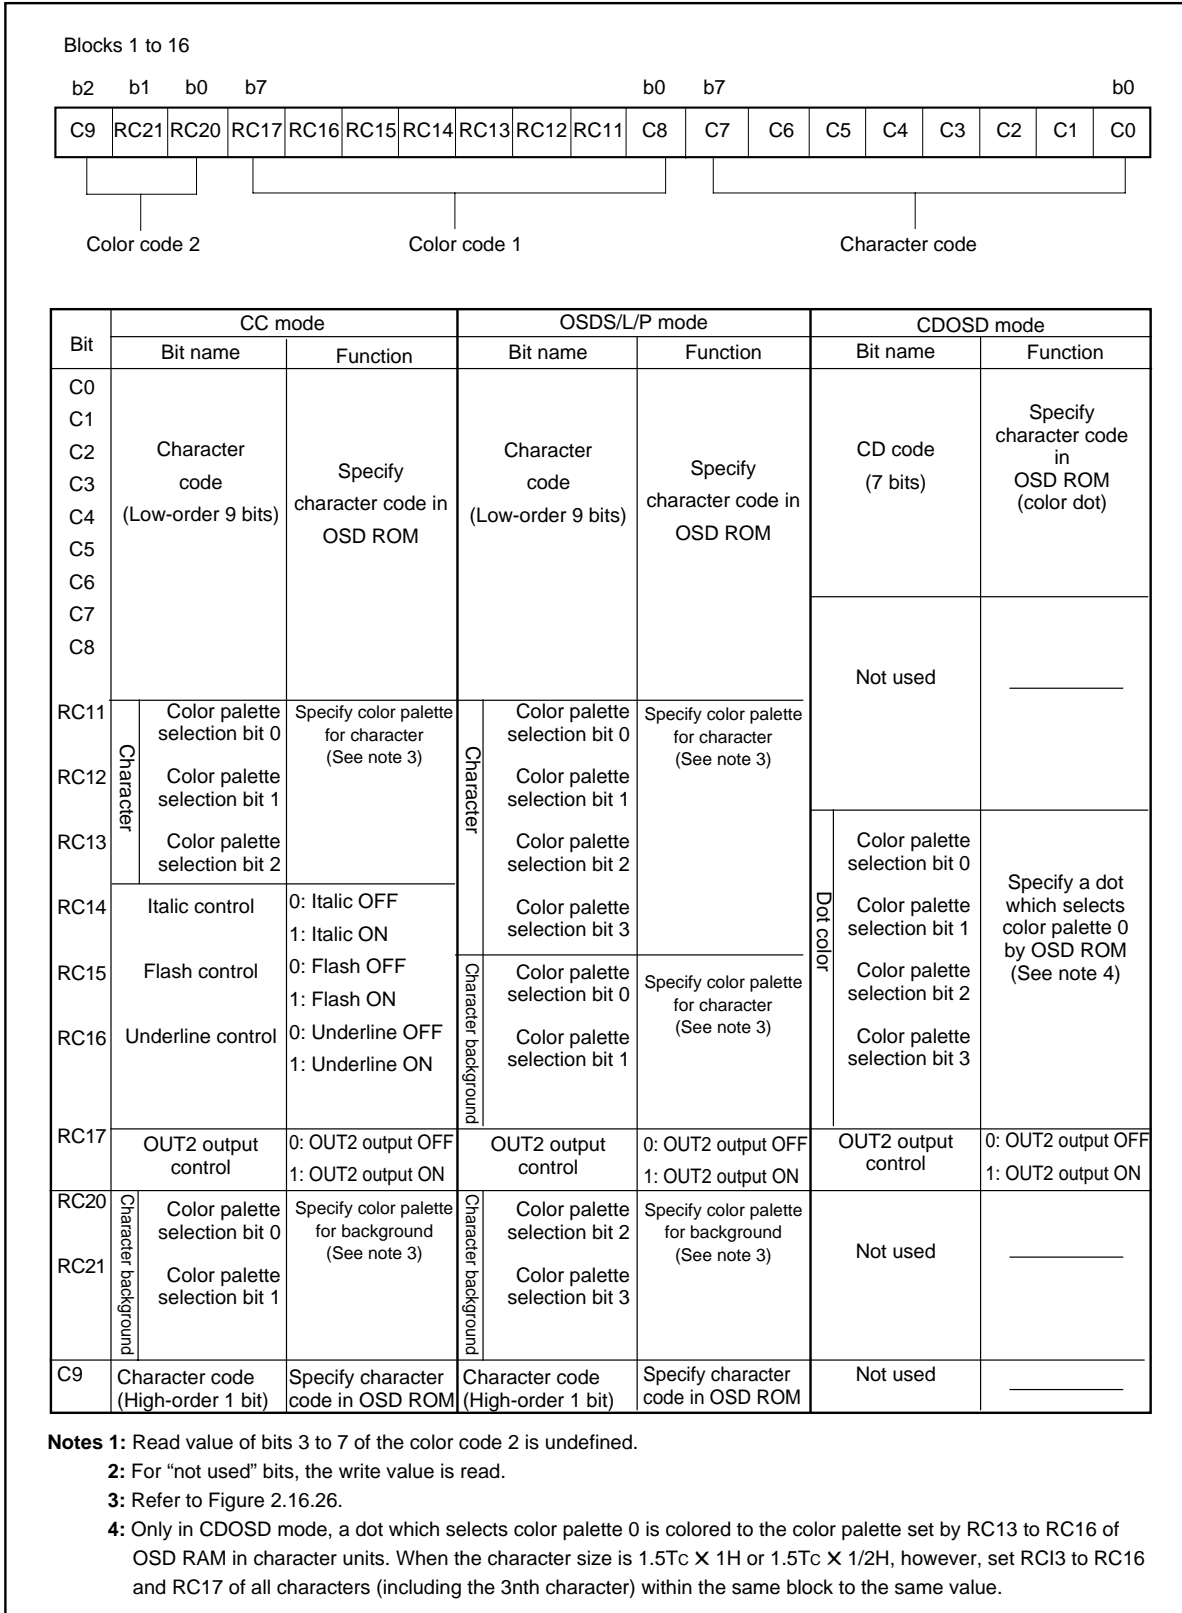 Blocks 1 to 16
b2 b1 b0 b7 b0 b7 b0
C9 RC21 RC20 RC17 RC16 RC15 RC14 RC13 RC12 RC11 C8 C7 C6 C5 C4 C3 C2 C1 C0
Color code 2 Color code 1 Character code
Bit CC mode OSDS/L/P mode CDOSD mode
Bit name Function Bit name Function Bit name Function
C0
C1
C2
C3
C4
C5
C6
C7
C8
Character
code
(Low-order 9 bits)
Specify
character code in
OSD ROM
Character
code
(Low-order 9 bits)
Specify
character code in
OSD ROM
CD code
(7 bits)
Specify
character code
in
OSD ROM
(color dot)
Not used
RC11
RC12
RC13
RC14
RC15
RC16
Character
Color palette
selection bit 0
Color palette
selection bit 1
Color palette
selection bit 2
Specify color palette
for character
(See note 3)
Italic control
0: Italic OFF
1: Italic ON
Flash control
0: Flash OFF
1: Flash ON
Underline control
0: Underline OFF
1: Underline ON
Character
Color palette
selection bit 0
Color palette
selection bit 1
Color palette
selection bit 2
Color palette
selection bit 3
Specify color palette
for character
(See note 3)
Character background
Color palette
selection bit 0
Color palette
selection bit 1
Specify color palette
for character
(See note 3)
Dot color
Color palette
selection bit 0
Color palette
selection bit 1
Color palette
selection bit 2
Color palette
selection bit 3
Specify a dot
which selects
color palette 0
by OSD ROM
(See note 4)
RC17
OUT2 output
control
0: OUT2 output OFF
1: OUT2 output ON
OUT2 output
control
0: OUT2 output OFF
1: OUT2 output ON
OUT2 output
control
0: OUT2 output OFF
1: OUT2 output ON
RC20
RC21
Character background
Color palette
selection bit 0
Color palette
selection bit 1
Specify color palette
for background
(See note 3)
Character background
Color palette
selection bit 2
Color palette
selection bit 3
Specify color palette
for background
(See note 3)
Not used
C9
Character code
(High-order 1 bit)
Specify character
code in OSD ROM
Character code
(High-order 1 bit)
Specify character
code in OSD ROM
Not used
Notes 1: Read value of bits 3 to 7 of the color code 2 is undefined.
2: For “not used” bits, the write value is read.
3: Refer to Figure 2.16.26.
4: Only in CDOSD mode, a dot which selects color palette 0 is colored to the color palette set by RC13 to RC16 of
OSD RAM in character units. When the character size is 1.5Tc ✕ 1H or 1.5Tc ✕ 1/2H, however, set RCI3 to RC16
and RC17 of all characters (including the 3nth character) within the same block to the same value.